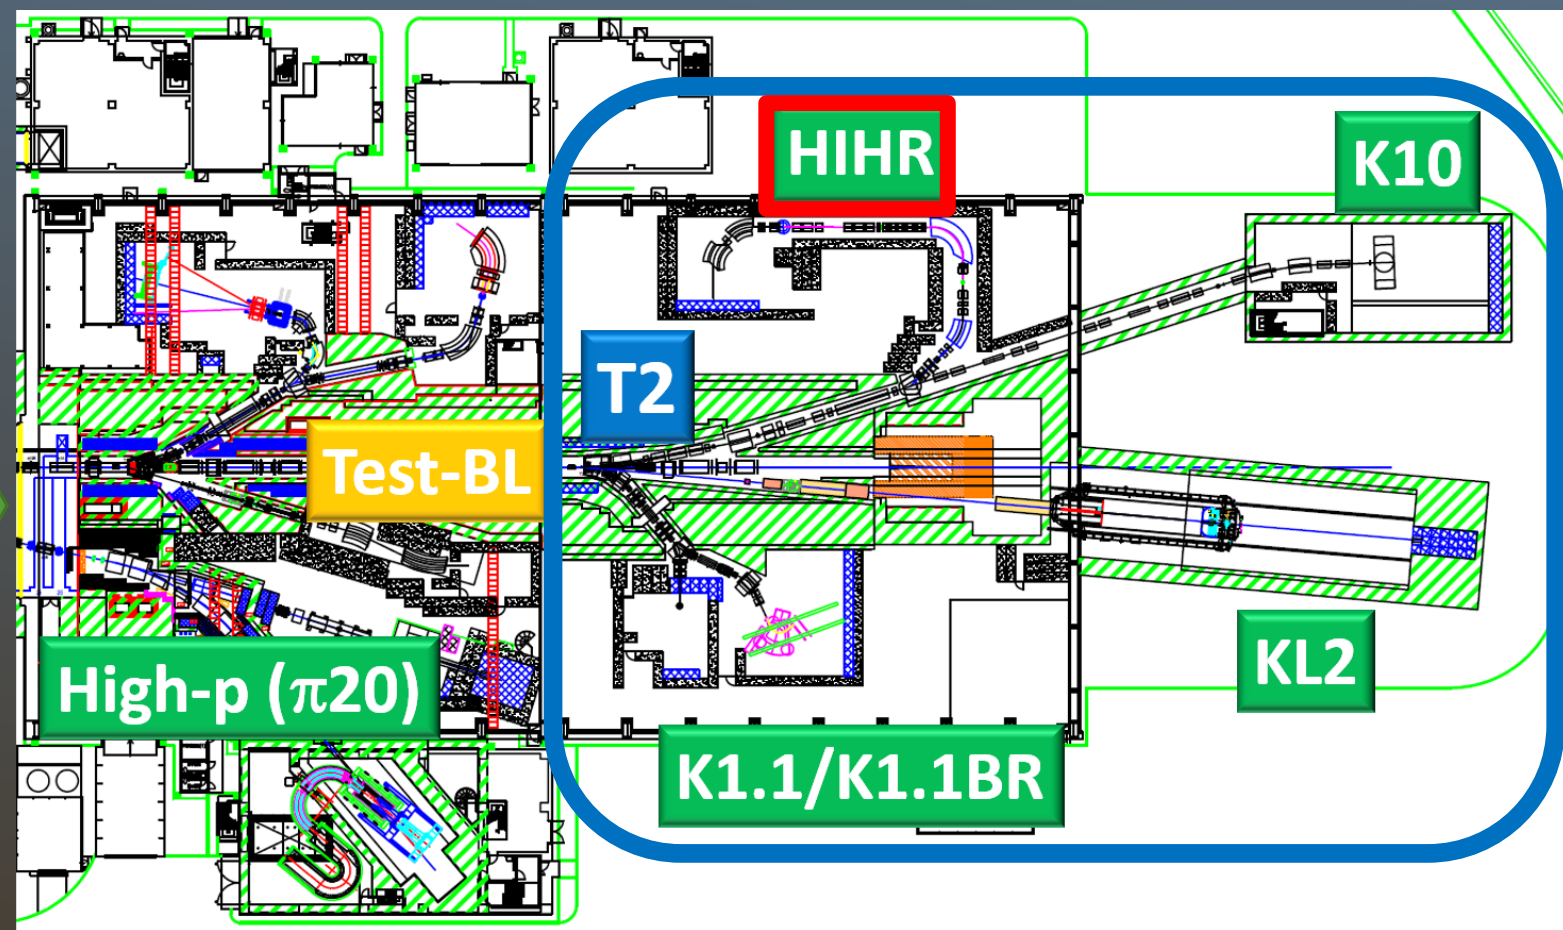 HIHR
K10
T2
Test-BL
High-p (π20)
KL2
K1.1/K1.1BR